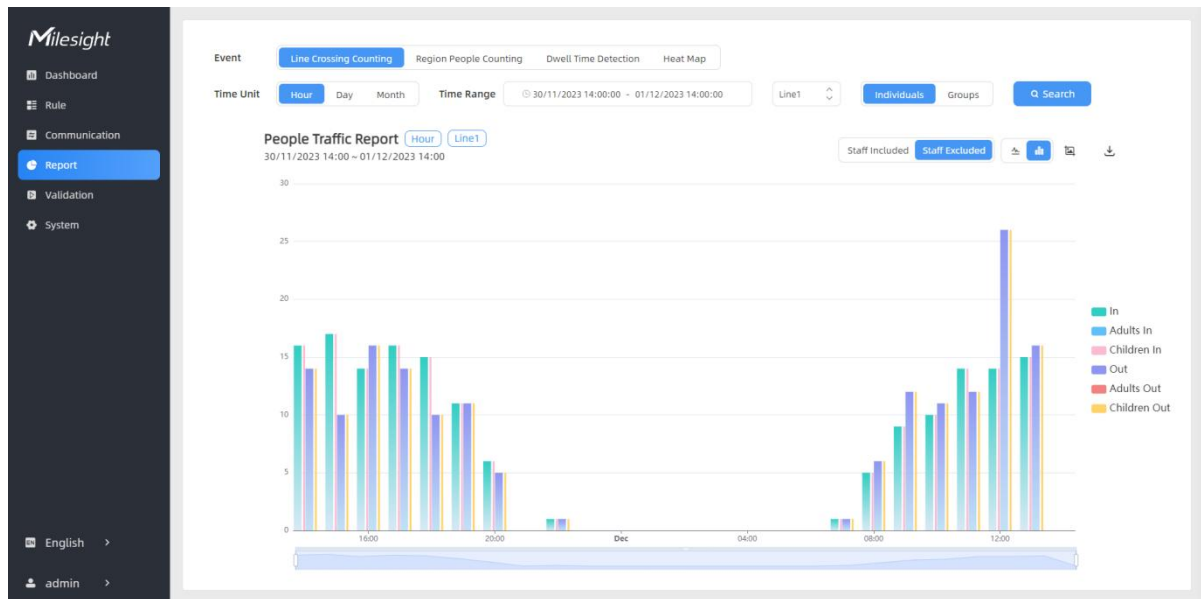 Milesight
Dashboard
Rule
Communication
Report
Validation
System
EN English >
admin >
Event Line Crossing Counting Region People Counting Dwell Time Detection Heat Map
Time Unit Hour Day Month Time Range 30/11/2023 14:00:00 - 01/12/2023 14:00:00 Line1 Individuals Groups Search
People Traffic Report Hour Line1
30/11/2023 14:00 ~ 01/12/2023 14:00
Staff Included Staff Excluded
30
25
20
15
10
5
0
16:00 20:00 Dec 04:00 08:00 12:00
In
Adults In
Children In
Out
Adults Out
Children Out